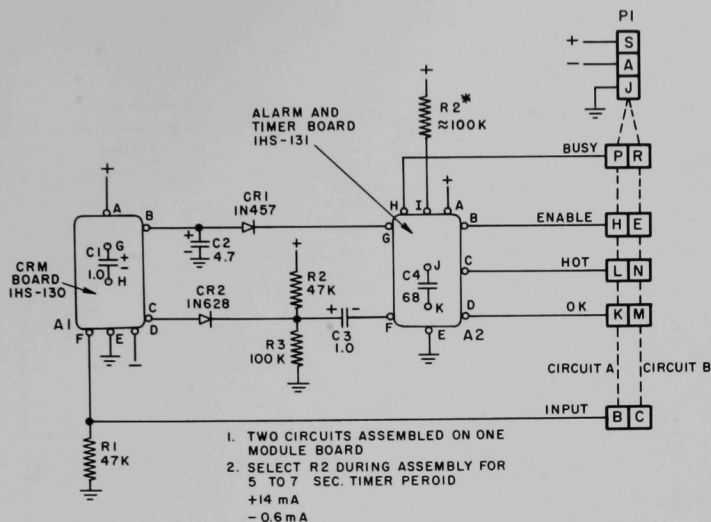 P1
+ S
- A
J
+
R2*
≈100K
ALARM AND
TIMER BOARD
IHS-131
BUSY P R
+
A
B
CR1
1N457
H I A
+
B ENABLE H E
G
C1
1.0
G
+
-
H
+
-
C2
4.7
+
CRM
BOARD
IHS-130
J
C4
68
K
C HOT L N
CR2
1N628
R2
47K
C
D
A1
F E
-
+ -
C3
1.0
F
E
D OK K M
A2
R3
100K
CIRCUIT A CIRCUIT B
INPUT B C
R1
47K
1. TWO CIRCUITS ASSEMBLED ON ONE
MODULE BOARD
2. SELECT R2 DURING ASSEMBLY FOR
5 TO 7 SEC. TIMER PEROID
+14 mA
-0.6 mA